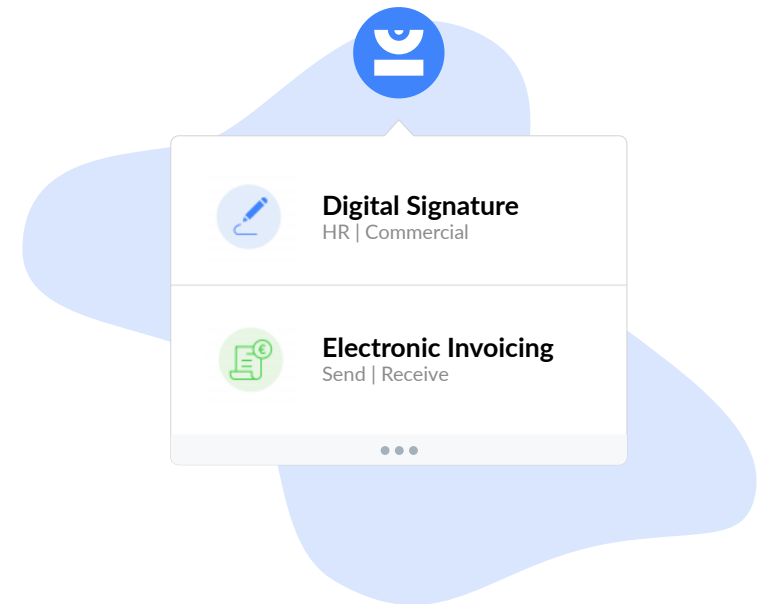 Digital Signature
HR | Commercial
Electronic Invoicing
Send | Receive